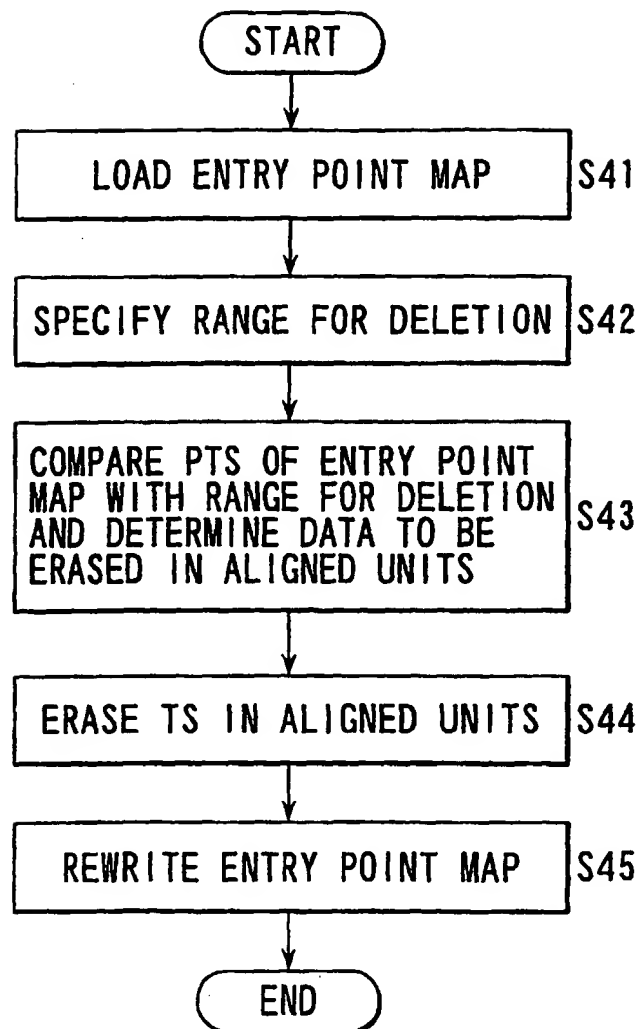 START
LOAD ENTRY POINT MAP S41
SPECIFY RANGE FOR DELETION S42
COMPARE PTS OF ENTRY POINT
MAP WITH RANGE FOR DELETION
AND DETERMINE DATA TO BE
ERASED IN ALIGNED UNITS
S43
ERASE TS IN ALIGNED UNITS S44
REWRITE ENTRY POINT MAP S45
END